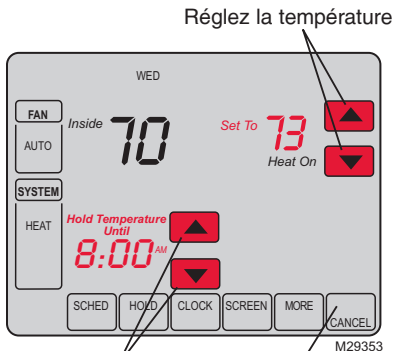 Réglez la température
WED
FAN
AUTO
Inside 70
Set To 73
Heat On
SYSTEM
HEAT
Hold Temperature
Until
8:00 AM
SCHED HOLD CLOCK SCREEN MORE CANCEL
M29353